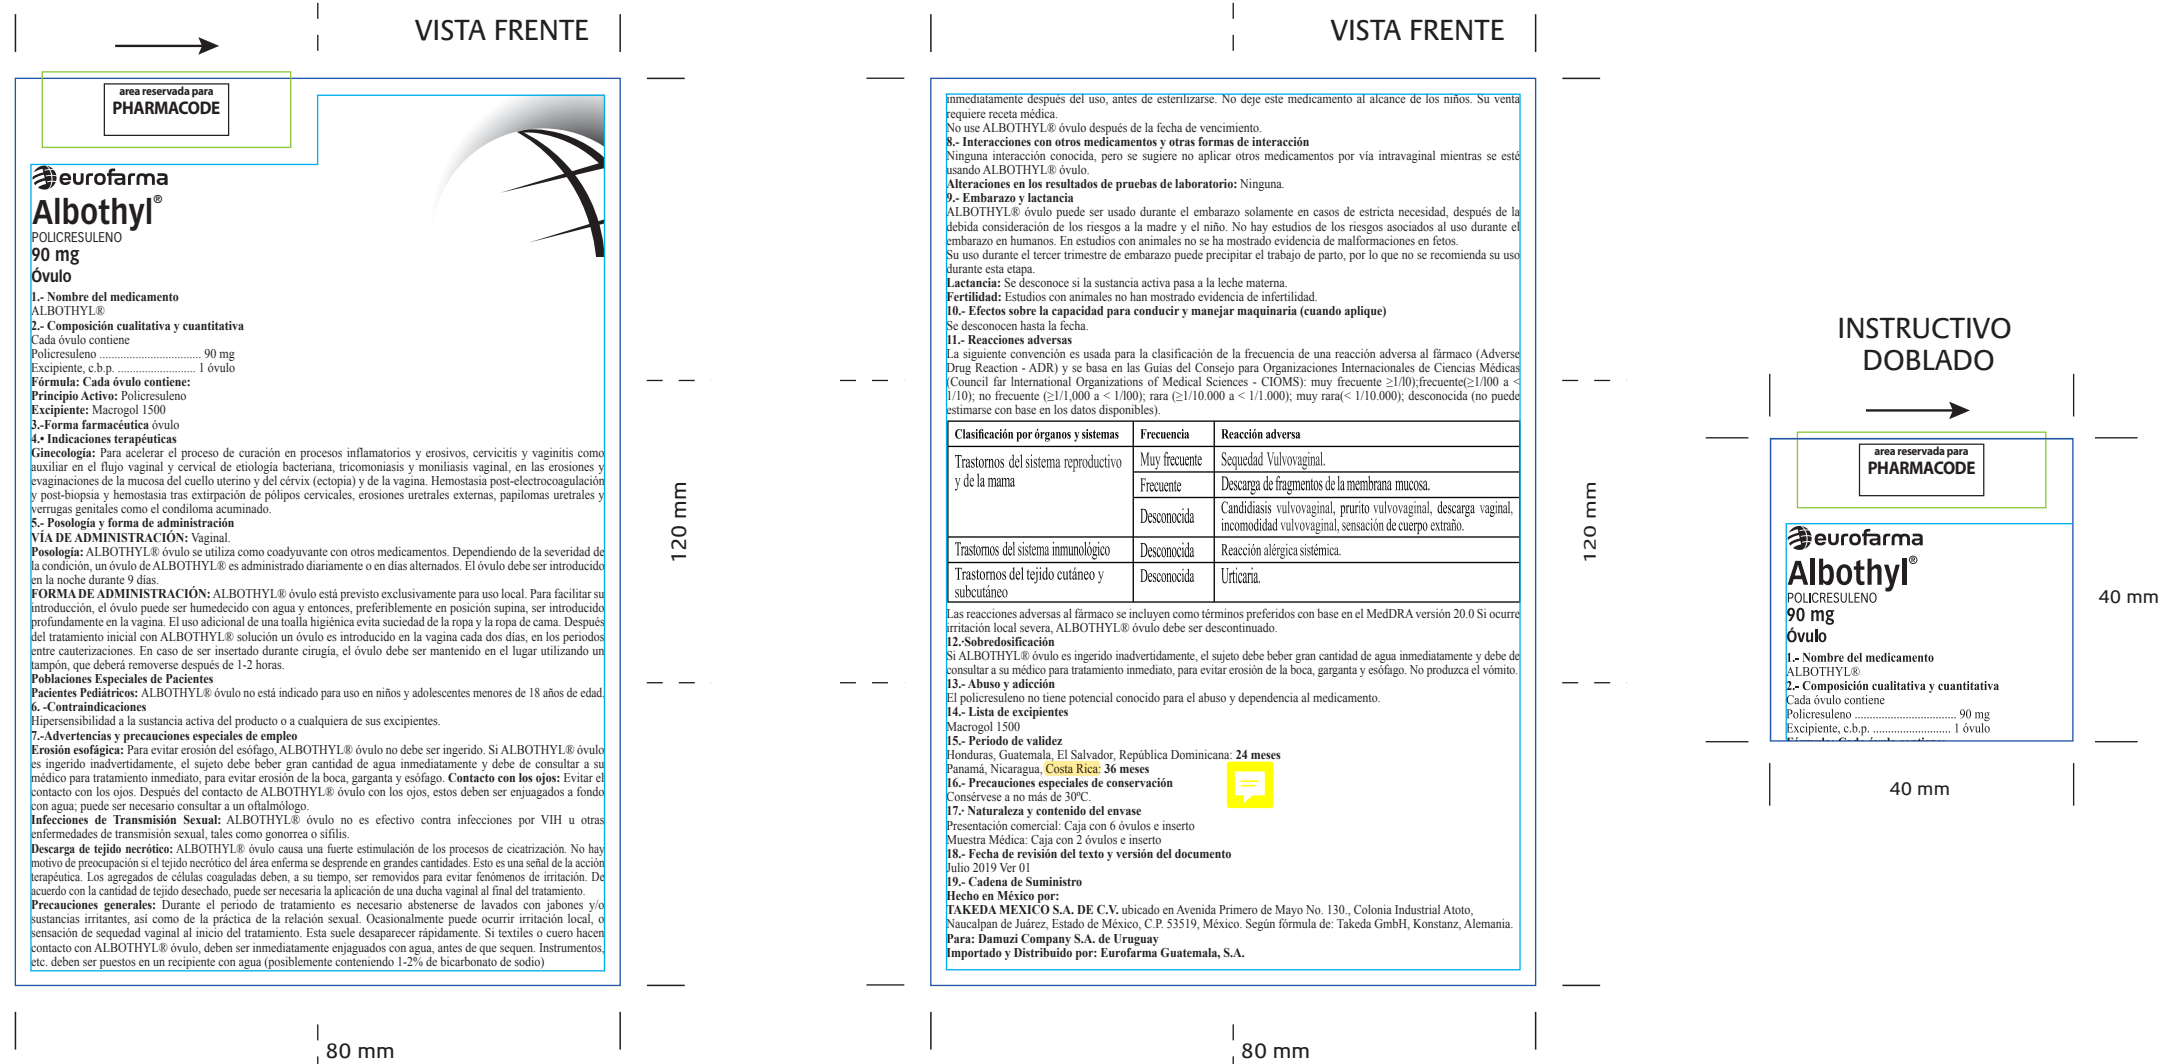 VISTA FRENTE
area reservada para
PHARMACODE
eurofarma
Albothyl®
POLICRESULENO
90 mg
Óvulo
1.- Nombre del medicamento
ALBOTHYL®
2.- Composición cualitativa y cuantitativa
Cada óvulo contiene
Policresuleno .................................. 90 mg
Excipiente, c.b.p. .......................... 1 óvulo
Fórmula: Cada óvulo contiene:
Principio Activo: Policresuleno
Excipiente: Macrogol 1500
3.-Forma farmacéutica óvulo
4.• Indicaciones terapéuticas
Ginecología: Para acelerar el proceso de curación en procesos inflamatorios y erosivos, cervicitis y vaginitis como
auxiliar en el flujo vaginal y cervical de etiología bacteriana, tricomoniasis y moniliasis vaginal, en las erosiones y
evaginaciones de la mucosa del cuello uterino y del cérvix (ectopia) y de la vagina. Hemostasia post-electrocoagulación
y post-biopsia y hemostasia tras extirpación de pólipos cervicales, erosiones uretrales externas, papilomas uretrales y
verrugas genitales como el condiloma acuminado.
5.- Posología y forma de administración
VÍA DE ADMINISTRACIÓN: Vaginal.
Posología: ALBOTHYL® óvulo se utiliza como coadyuvante con otros medicamentos. Dependiendo de la severidad de
la condición, un óvulo de ALBOTHYL® es administrado diariamente o en días alternados. El óvulo debe ser introducido
en la noche durante 9 días.
FORMA DE ADMINISTRACIÓN: ALBOTHYL® óvulo está previsto exclusivamente para uso local. Para facilitar su
introducción, el óvulo puede ser humedecido con agua y entonces, preferiblemente en posición supina, ser introducido
profundamente en la vagina. El uso adicional de una toalla higiénica evita suciedad de la ropa y la ropa de cama. Después
del tratamiento inicial con ALBOTHYL® solución un óvulo es introducido en la vagina cada dos días, en los periodos
entre cauterizaciones. En caso de ser insertado durante cirugía, el óvulo debe ser mantenido en el lugar utilizando un
tampón, que deberá removerse después de 1-2 horas.
Poblaciones Especiales de Pacientes
Pacientes Pediátricos: ALBOTHYL® óvulo no está indicado para uso en niños y adolescentes menores de 18 años de edad.
6. -Contraindicaciones
Hipersensibilidad a la sustancia activa del producto o a cualquiera de sus excipientes.
7.-Advertencias y precauciones especiales de empleo
Erosión esofágica: Para evitar erosión del esófago, ALBOTHYL® óvulo no debe ser ingerido. Si ALBOTHYL® óvulo
es ingerido inadvertidamente, el sujeto debe beber gran cantidad de agua inmediatamente y debe de consultar a su
médico para tratamiento inmediato, para evitar erosión de la boca, garganta y esófago. Contacto con los ojos: Evitar el
contacto con los ojos. Después del contacto de ALBOTHYL® óvulo con los ojos, estos deben ser enjuagados a fondo
con agua; puede ser necesario consultar a un oftalmólogo.
Infecciones de Transmisión Sexual: ALBOTHYL® óvulo no es efectivo contra infecciones por VIH u otras
enfermedades de transmisión sexual, tales como gonorrea o sífilis.
Descarga de tejido necrótico: ALBOTHYL® óvulo causa una fuerte estimulación de los procesos de cicatrización. No hay
motivo de preocupación si el tejido necrótico del área enferma se desprende en grandes cantidades. Esto es una señal de la acción
terapéutica. Los agregados de células coaguladas deben, a su tiempo, ser removidos para evitar fenómenos de irritación. De
acuerdo con la cantidad de tejido desechado, puede ser necesaria la aplicación de una ducha vaginal al final del tratamiento.
Precauciones generales: Durante el periodo de tratamiento es necesario abstenerse de lavados con jabones y/o
sustancias irritantes, así como de la práctica de la relación sexual. Ocasionalmente puede ocurrir irritación local, o
sensación de sequedad vaginal al inicio del tratamiento. Esta suele desaparecer rápidamente. Si textiles o cuero hacen
contacto con ALBOTHYL® óvulo, deben ser inmediatamente enjaguados con agua, antes de que sequen. Instrumentos,
etc. deben ser puestos en un recipiente con agua (posiblemente conteniendo 1-2% de bicarbonato de sodio)
120 mm
80 mm
VISTA FRENTE
inmediatamente después del uso, antes de esterilizarse. No deje este medicamento al alcance de los niños. Su venta
requiere receta médica.
No use ALBOTHYL® óvulo después de la fecha de vencimiento.
8.- Interacciones con otros medicamentos y otras formas de interacción
Ninguna interacción conocida, pero se sugiere no aplicar otros medicamentos por vía intravaginal mientras se esté
usando ALBOTHYL® óvulo.
Alteraciones en los resultados de pruebas de laboratorio: Ninguna.
9.- Embarazo y lactancia
ALBOTHYL® óvulo puede ser usado durante el embarazo solamente en casos de estricta necesidad, después de la
debida consideración de los riesgos a la madre y el niño. No hay estudios de los riesgos asociados al uso durante el
embarazo en humanos. En estudios con animales no se ha mostrado evidencia de malformaciones en fetos.
Su uso durante el tercer trimestre de embarazo puede precipitar el trabajo de parto, por lo que no se recomienda su uso
durante esta etapa.
Lactancia: Se desconoce si la sustancia activa pasa a la leche materna.
Fertilidad: Estudios con animales no han mostrado evidencia de infertilidad.
10.- Efectos sobre la capacidad para conducir y manejar maquinaria (cuando aplique)
Se desconocen hasta la fecha.
11.- Reacciones adversas
La siguiente convención es usada para la clasificación de la frecuencia de una reacción adversa al fármaco (Adverse
Drug Reaction - ADR) y se basa en las Guías del Consejo para Organizaciones Internacionales de Ciencias Médicas
(Council far lnternational Organizations of Medical Sciences - CIOMS): muy frecuente ≥1/l0);frecuente(≥1/l00 a <
1/10); no frecuente (≥1/1,000 a < 1/l00); rara (≥1/10.000 a < 1/1.000); muy rara(< 1/10.000); desconocida (no puede
estimarse con base en los datos disponibles).
Clasificación por órganos y sistemas Frecuencia Reacción adversa
Trastornos del sistema reproductivo Muy frecuente Sequedad Vulvovaginal.
y de la mama
Frecuente Descarga de fragmentos de la membrana mucosa.
Desconocida Candidiasis vulvovaginal, prurito vulvovaginal, descarga vaginal,
incomodidad vulvovaginal, sensación de cuerpo extraño.
Trastornos del sistema inmunológico Desconocida Reacción alérgica sistémica.
Trastornos del tejido cutáneo y Desconocida Urticaria.
subcutáneo
Las reacciones adversas al fármaco se incluyen como términos preferidos con base en el MedDRA versión 20.0 Si ocurre
irritación local severa, ALBOTHYL® óvulo debe ser descontinuado.
12.·Sobredosificación
Si ALBOTHYL® óvulo es ingerido inadvertidamente, el sujeto debe beber gran cantidad de agua inmediatamente y debe de
consultar a su médico para tratamiento inmediato, para evitar erosión de la boca, garganta y esófago. No produzca el vómito.
13.- Abuso y adicción
El policresuleno no tiene potencial conocido para el abuso y dependencia al medicamento.
14.- Lista de excipientes
Macrogol 1500
15.- Periodo de validez
Honduras, Guatemala, El Salvador, República Dominicana: 24 meses
Panamá, Nicaragua, Costa Rica: 36 meses
16.- Precauciones especiales de conservación
Consérvese a no más de 30ºC.
17.· Naturaleza y contenido del envase
Presentación comercial: Caja con 6 óvulos e inserto
Muestra Médica: Caja con 2 óvulos e inserto
18.- Fecha de revisión del texto y versión del documento
Julio 2019 Ver 01
19.- Cadena de Suministro
Hecho en México por:
TAKEDA MEXICO S.A. DE C.V. ubicado en Avenida Primero de Mayo No. 130., Colonia Industrial Atoto,
Naucalpan de Juárez, Estado de México, C.P. 53519, México. Según fórmula de: Takeda GmbH, Konstanz, Alemania.
Para: Damuzi Company S.A. de Uruguay
Importado y Distribuido por: Eurofarma Guatemala, S.A.
120 mm
80 mm
INSTRUCTIVO
DOBLADO
area reservada para
PHARMACODE
eurofarma
Albothyl®
POLICRESULENO
90 mg
Óvulo
1.- Nombre del medicamento
ALBOTHYL®
2.- Composición cualitativa y cuantitativa
Cada óvulo contiene
Policresuleno .................................. 90 mg
Excipiente, c.b.p. .......................... 1 óvulo
40 mm
40 mm